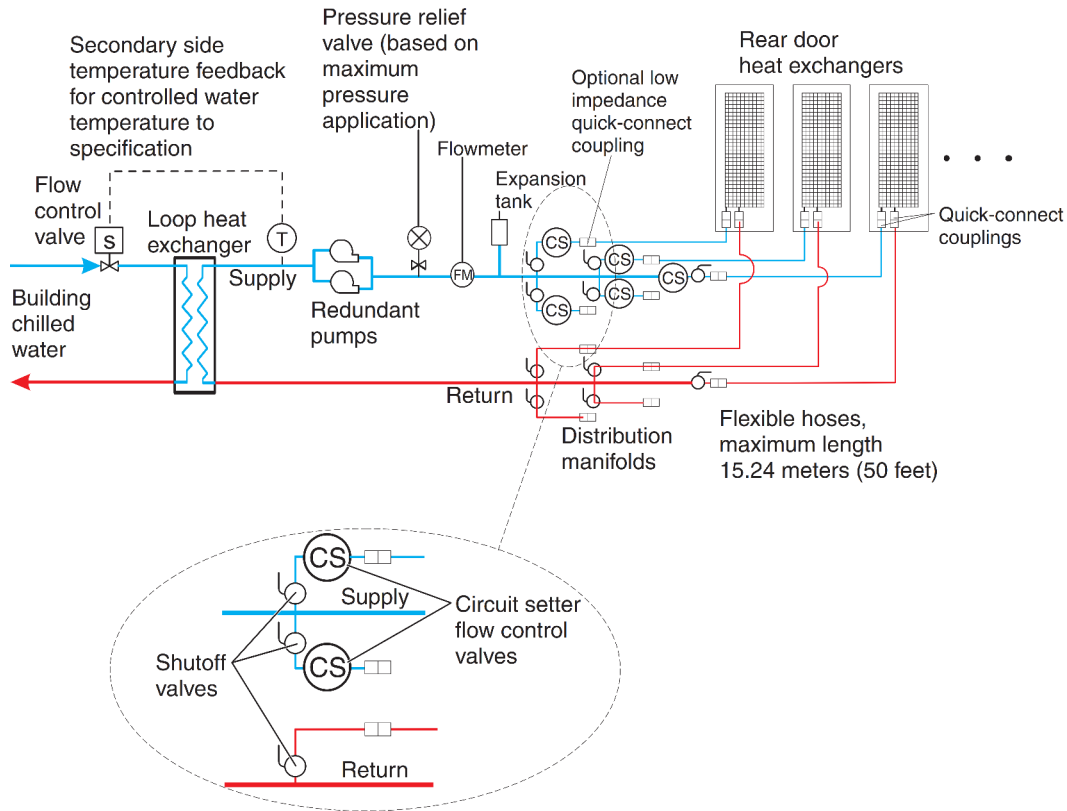 Secondary side
temperature feedback
for controlled water
temperature to
specification
Pressure relief
valve (based on
maximum
pressure
application)
Flowmeter
Optional low
impedance
quick-connect
coupling
Rear door
heat exchangers
Flow
control
valve
S
Loop heat
exchanger
T
Expansion
tank
Quick-connect
couplings
Supply
FM
CS
CS
CS
CS
CS
Building
chilled
water
Redundant
pumps
Return
Distribution
manifolds
Flexible hoses,
maximum length
15.24 meters (50 feet)
CS
Supply
Circuit setter
flow control
valves
CS
Shutoff
valves
Return